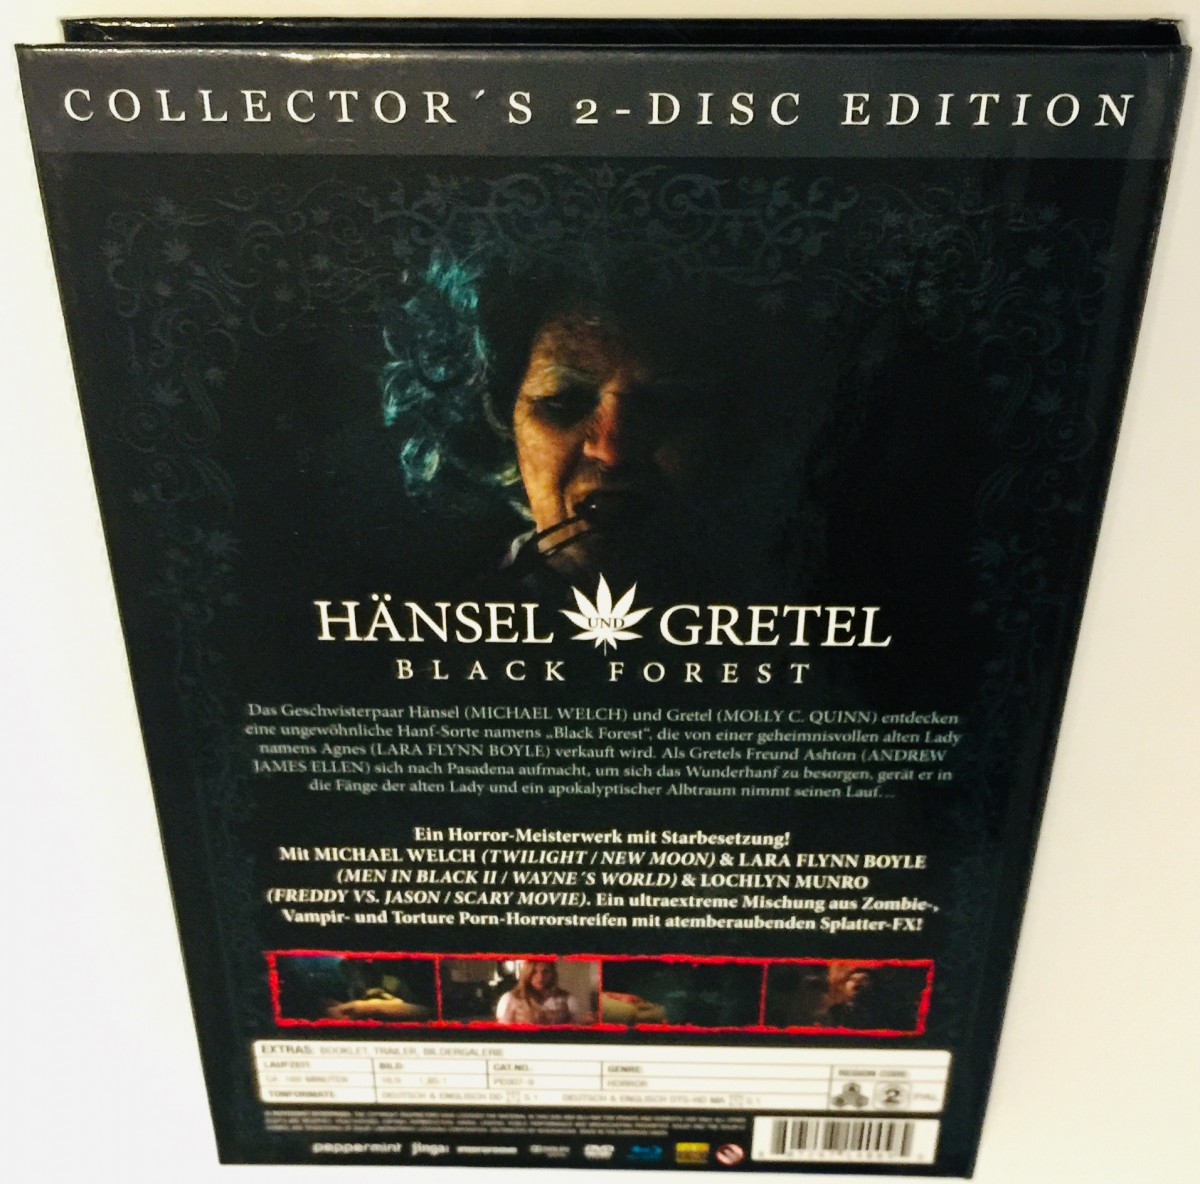 COLLECTOR´S 2-DISC EDITION
HÄNSEL UND GRETEL
BLACK FOREST
Das Geschwisterpaar Hänsel (MICHAEL WELCH) und Gretel (MOLLY C. QUINN) entdecken
eine ungewöhnliche Hanf-Sorte namens „Black Forest“, die von einer geheimnisvollen alten Lady
namens Agnes (LARA FLYNN BOYLE) verkauft wird. Als Gretels Freund Ashton (ANDREW
JAMES ELLEN) sich nach Pasadena aufmacht, um sich das Wunderhanf zu besorgen, gerät er in
die Fänge der alten Lady und ein apokalyptischer Albtraum nimmt seinen Lauf…
Ein Horror-Meisterwerk mit Starbesetzung!
Mit MICHAEL WELCH (TWILIGHT / NEW MOON) & LARA FLYNN BOYLE
(MEN IN BLACK II / WAYNE´S WORLD) & LOCHLYN MUNRO
(FREDDY VS. JASON / SCARY MOVIE). Ein ultraextreme Mischung aus Zombie-,
Vampir- und Torture Porn-Horrorstreifen mit atemberaubenden Splatter-FX!
EXTRAS: BOOKLET, TRAILER, BILDERGALERIE
LAUFZEIT BILD CAT.NO. GENRE: REGION CODE:
MINUTEN 16:9 HORROR 2 PAL
TONFORMATE DEUTSCH & ENGLISCH DD 5.1 DEUTSCH & ENGLISCH DTS-HD MA 5.1
peppermint jinga